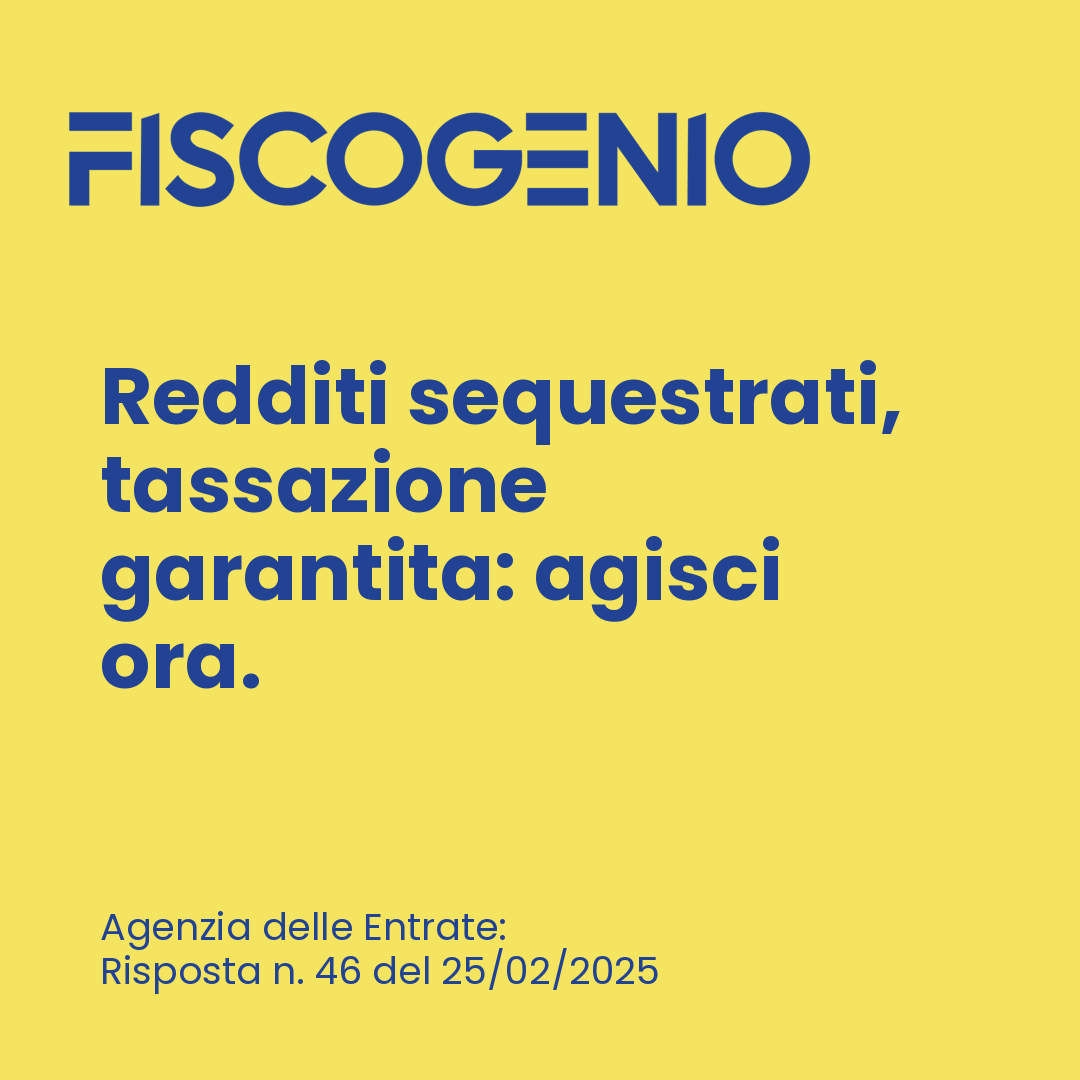 FISCOGENIO
Redditi sequestrati,
tassazione
garantita: agisci
ora.
Agenzia delle Entrate:
Risposta n. 46 del 25/02/2025